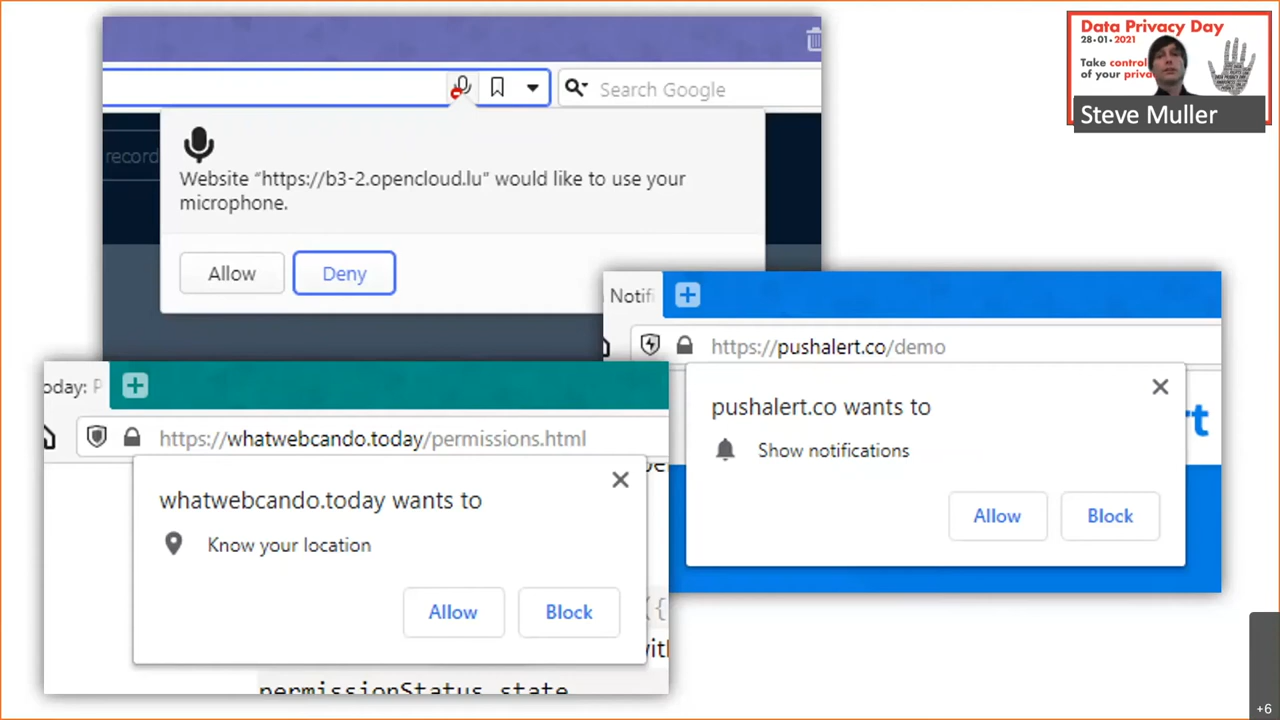 Search Google
record
Website “https://b3-2.opencloud.lu” would like to use your
microphone.
Allow
Deny
Data Privacy Day
28·01·2021
Take control
of your
Steve Muller
Notifi
https://pushalert.co/demo
pushalert.co wants to
Show notifications
Allow
Block
rt
oday: P
https://whatwebcando.today/permissions.html
whatwebcando.today wants to
Know your location
Allow
Block
({
permissionStatus.state
+6